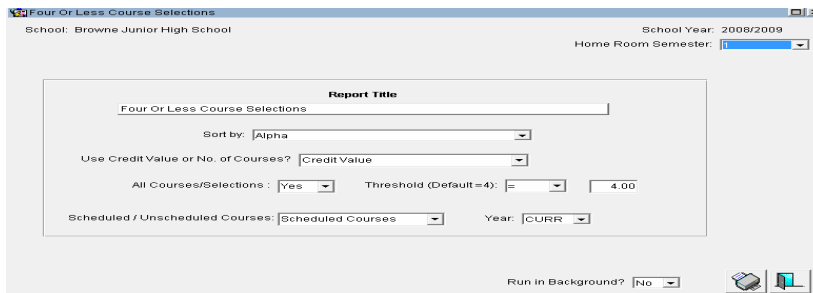 Four Or Less Course Selections
School: Browne Junior High School School Year: 2008/2009
Home Room Semester: 1
Report Title
Four Or Less Course Selections
Sort by: Alpha
Use Credit Value or No. of Courses? Credit Value
All Courses/Selections : Yes Threshold (Default=4): = 4.00
Scheduled / Unscheduled Courses: Scheduled Courses Year: CURR
Run in Background? No